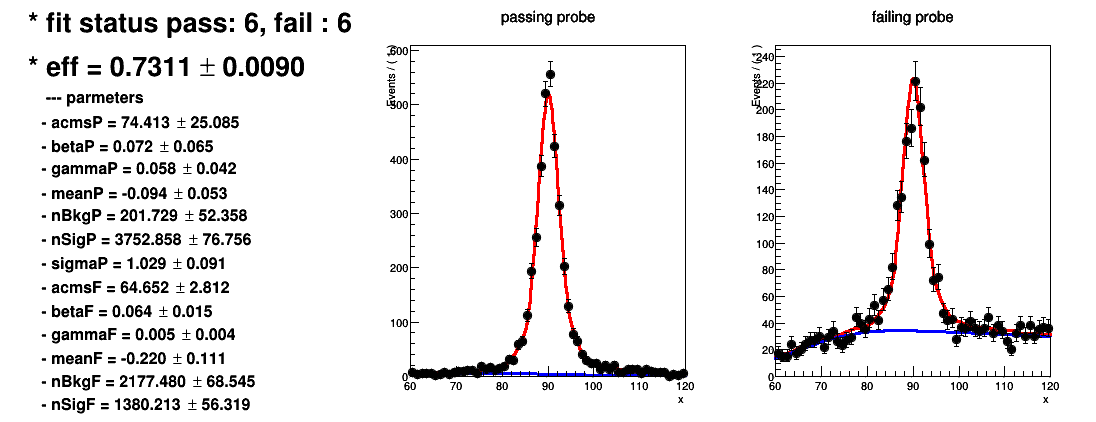 * fit status pass: 6, fail : 6
* eff = 0.7311 ± 0.0090
--- parmeters
- acmsP = 74.413 ± 25.085
- betaP = 0.072 ± 0.065
- gammaP = 0.058 ± 0.042
- meanP = -0.094 ± 0.053
- nBkgP = 201.729 ± 52.358
- nSigP = 3752.858 ± 76.756
- sigmaP = 1.029 ± 0.091
- acmsF = 64.652 ± 2.812
- betaF = 0.064 ± 0.015
- gammaF = 0.005 ± 0.004
- meanF = -0.220 ± 0.111
- nBkgF = 2177.480 ± 68.545
- nSigF = 1380.213 ± 56.319
passing probe
Events / ( 1 )
600
500
400
300
200
100
0
60 70 80 90 100 110 120
x
failing probe
Events / ( 1 )
240
220
200
180
160
140
120
100
80
60
40
20
0
60 70 80 90 100 110 120
x